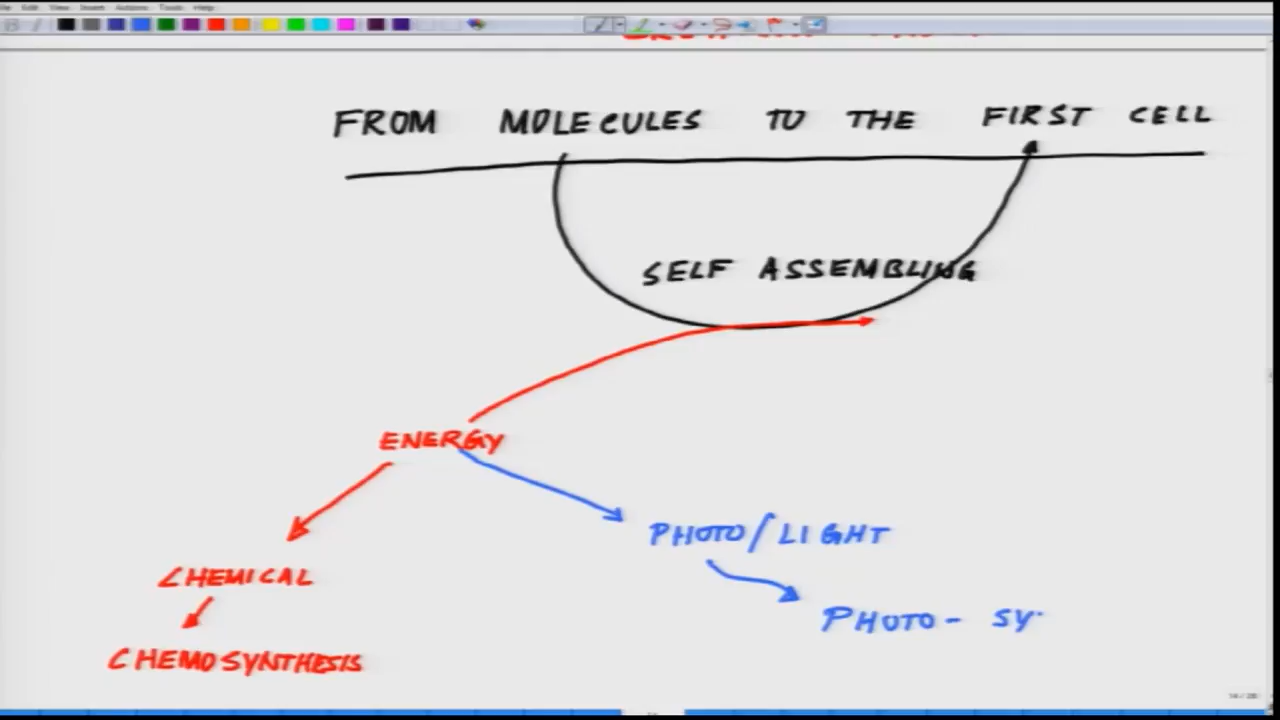 FROM MOLECULES TO THE FIRST CELL
SELF ASSEMBLING
ENERGY
PHOTO/LIGHT
CHEMICAL
PHOTO- SY
CHEMOSYNTHESIS